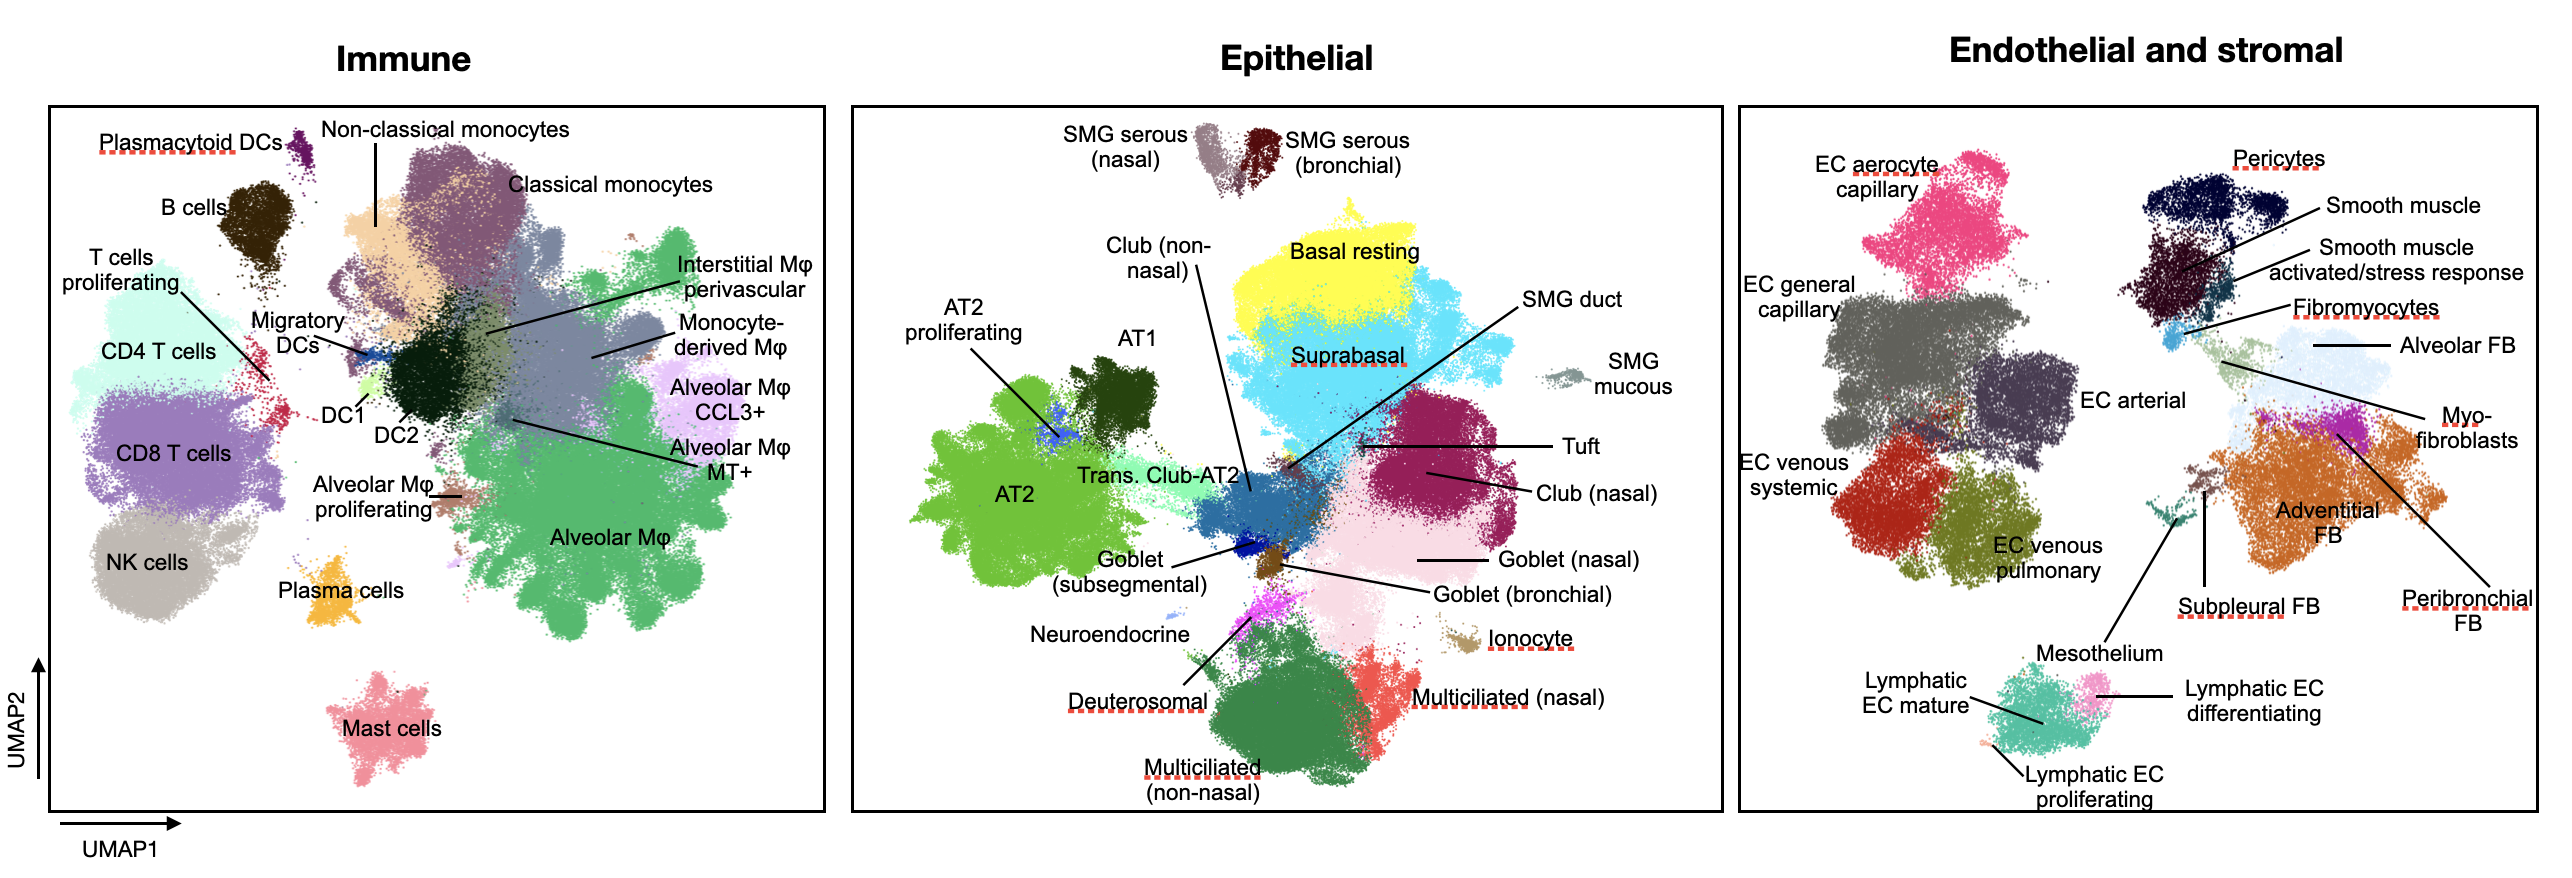 Immune
Plasmacytoid DCs
Non-classical monocytes
Classical monocytes
B cells
T cells
proliferating
Interstitial Mφ
perivascular
Migratory
DCs
Monocyte-
derived Mφ
CD4 T cells
Alveolar Mφ
CCL3+
DC1
DC2
CD8 T cells
Alveolar Mφ
MT+
Alveolar Mφ
proliferating
Alveolar Mφ
NK cells
Plasma cells
Mast cells
UMAP2
UMAP1
Epithelial
SMG serous
(nasal)
SMG serous
(bronchial)
Club (non-
nasal)
Basal resting
SMG duct
AT2
proliferating
AT1
Suprabasal
SMG
mucous
Tuft
Trans. Club-AT2
AT2
Club (nasal)
Goblet
(subsegmental)
Goblet (nasal)
Goblet (bronchial)
Neuroendocrine
Ionocyte
Deuterosomal
Multiciliated (nasal)
Multiciliated
(non-nasal)
Endothelial and stromal
EC aerocyte
capillary
Pericytes
Smooth muscle
Smooth muscle
activated/stress response
EC general
capillary
Fibromyocytes
Alveolar FB
EC arterial
Myo-
fibroblasts
EC venous
systemic
Adventitial
FB
EC venous
pulmonary
Subpleural FB
Peribronchial
FB
Mesothelium
Lymphatic
EC mature
Lymphatic EC
differentiating
Lymphatic EC
proliferating